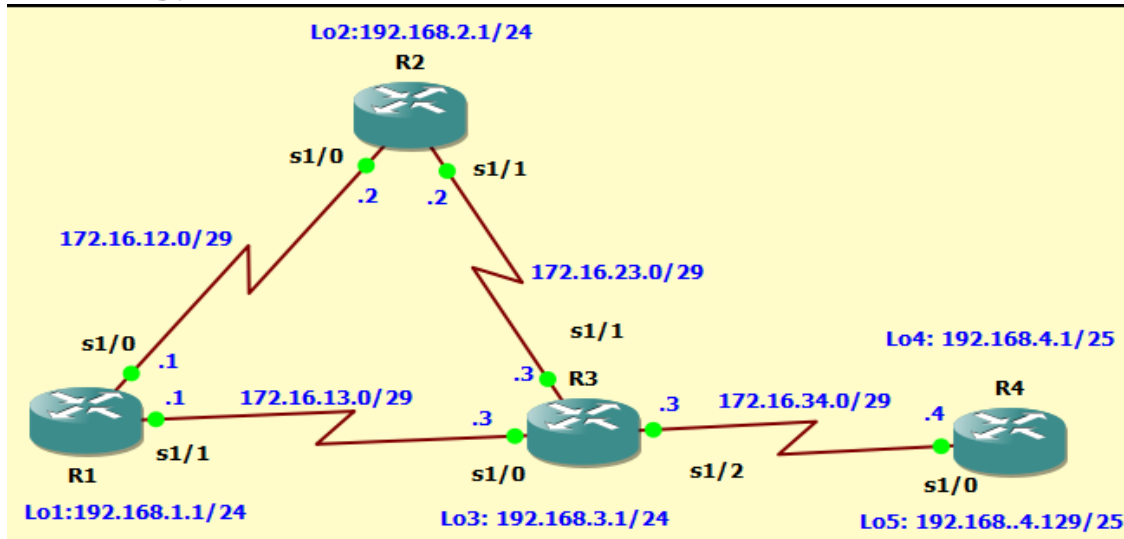 Lo2:192.168.2.1/24
R2
s1/0
s1/1
.2
.2
172.16.12.0/29
172.16.23.0/29
s1/0
.1
s1/1
Lo4: 192.168.4.1/25
.3
R3
R4
.1
172.16.13.0/29
172.16.34.0/29
.3
.3
.4
R1
s1/1
s1/0
s1/2
s1/0
Lo1:192.168.1.1/24
Lo3: 192.168.3.1/24
Lo5: 192.168..4.129/25